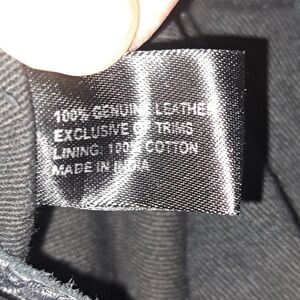 100% GENUINE LEATHER
EXCLUSIVE OF TRIMS
LINING: 100% COTTON
MADE IN INDIA